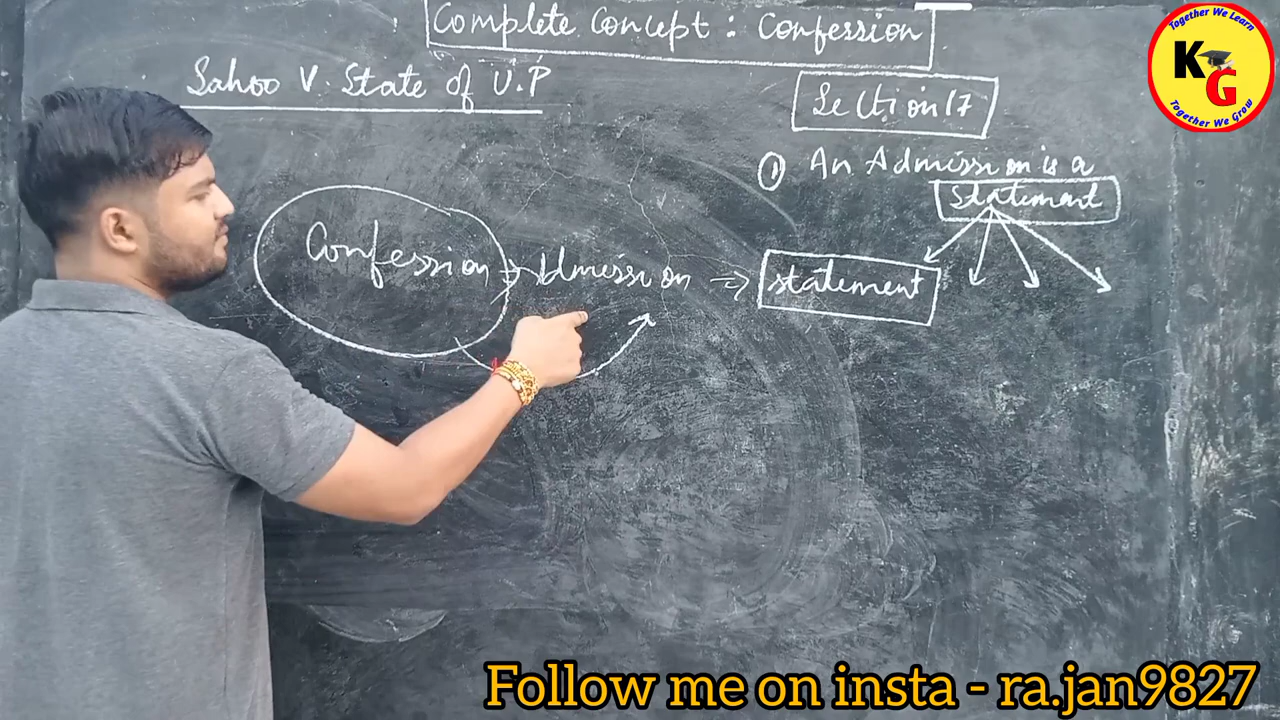 Complete Concept : Confession
Sahoo V. State of U.P
Section 17
① An Admission is a
Statement
Confession ⇒ Admission ⇒ statement
Together We Learn
KG
Together We Grow
Follow me on insta - ra.jan9827